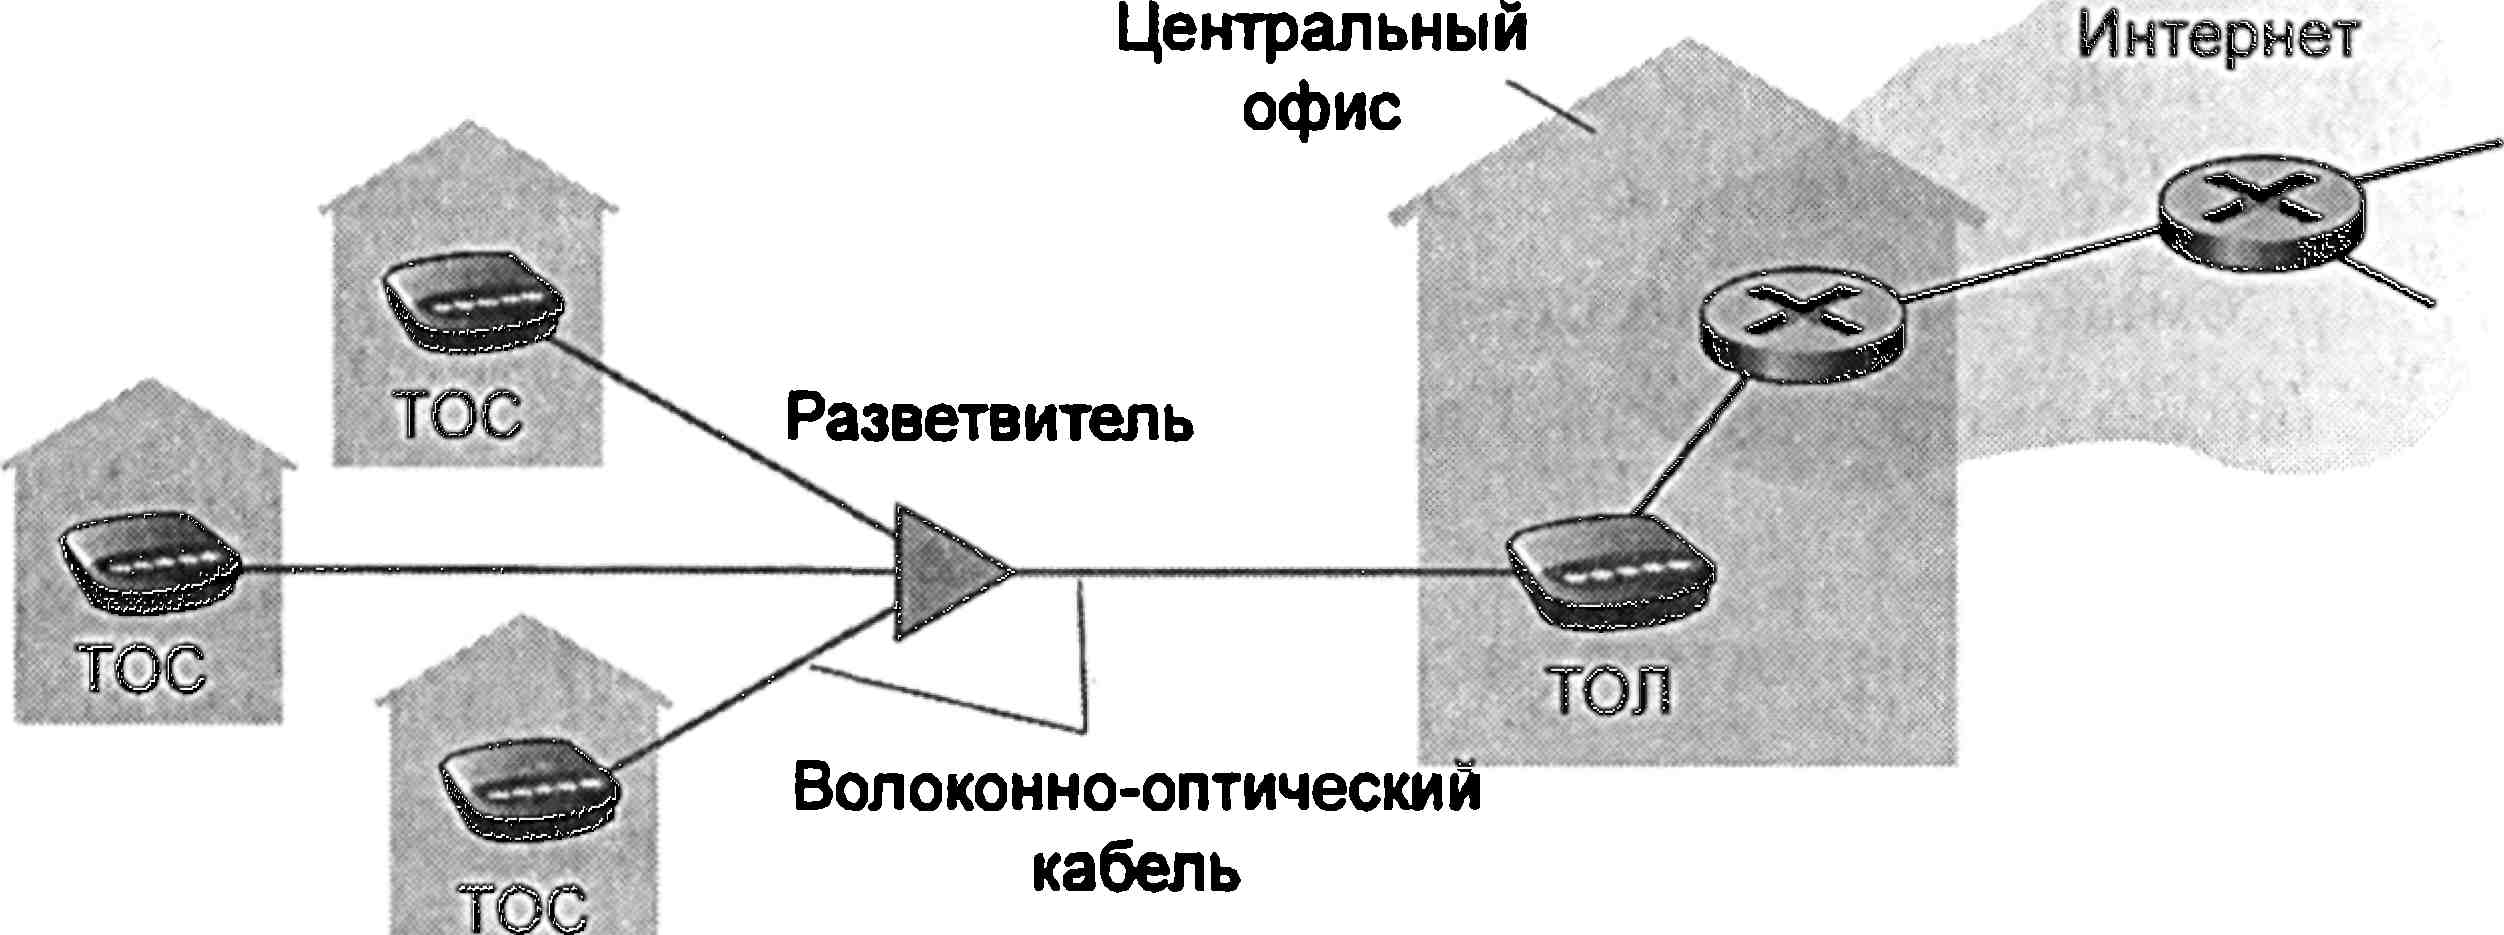 Центральный
офис
Интернет
ТОС
Разветвитель
ТОС
ТОЛ
Волоконно-оптический
кабель
ТОС